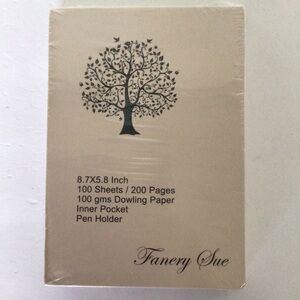 8.7X5.8 Inch
100 Sheets / 200 Pages
100 gms Dowling Paper
Inner Pocket
Pen Holder
Fanery Sue